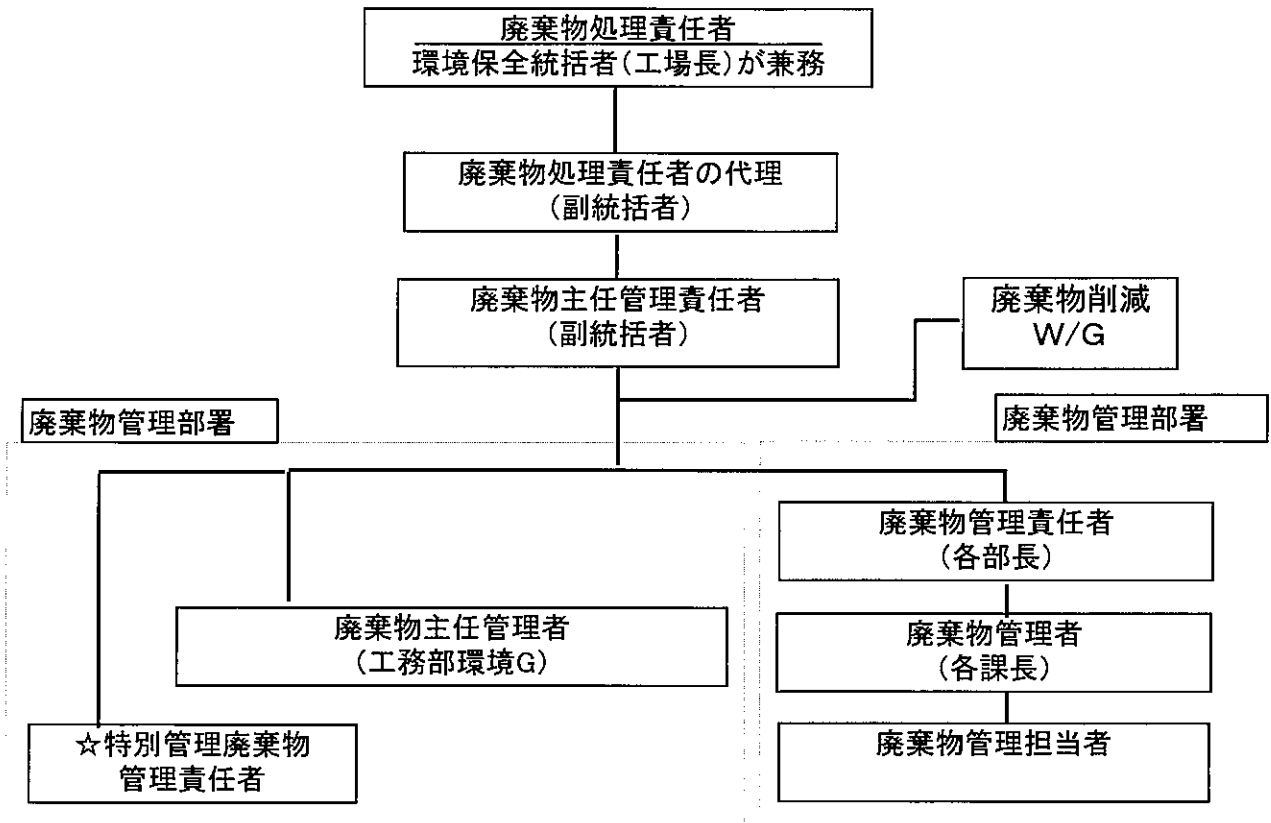 廃棄物処理責任者
環境保全統括者(工場長)が兼務
廃棄物処理責任者の代理
(副統括者)
廃棄物主任管理責任者
(副統括者)
廃棄物削減
W/G
廃棄物管理部署
廃棄物管理部署
廃棄物管理責任者
(各部長)
廃棄物主任管理者
(工務部環境G)
廃棄物管理者
(各課長)
☆特別管理廃棄物
管理責任者
廃棄物管理担当者